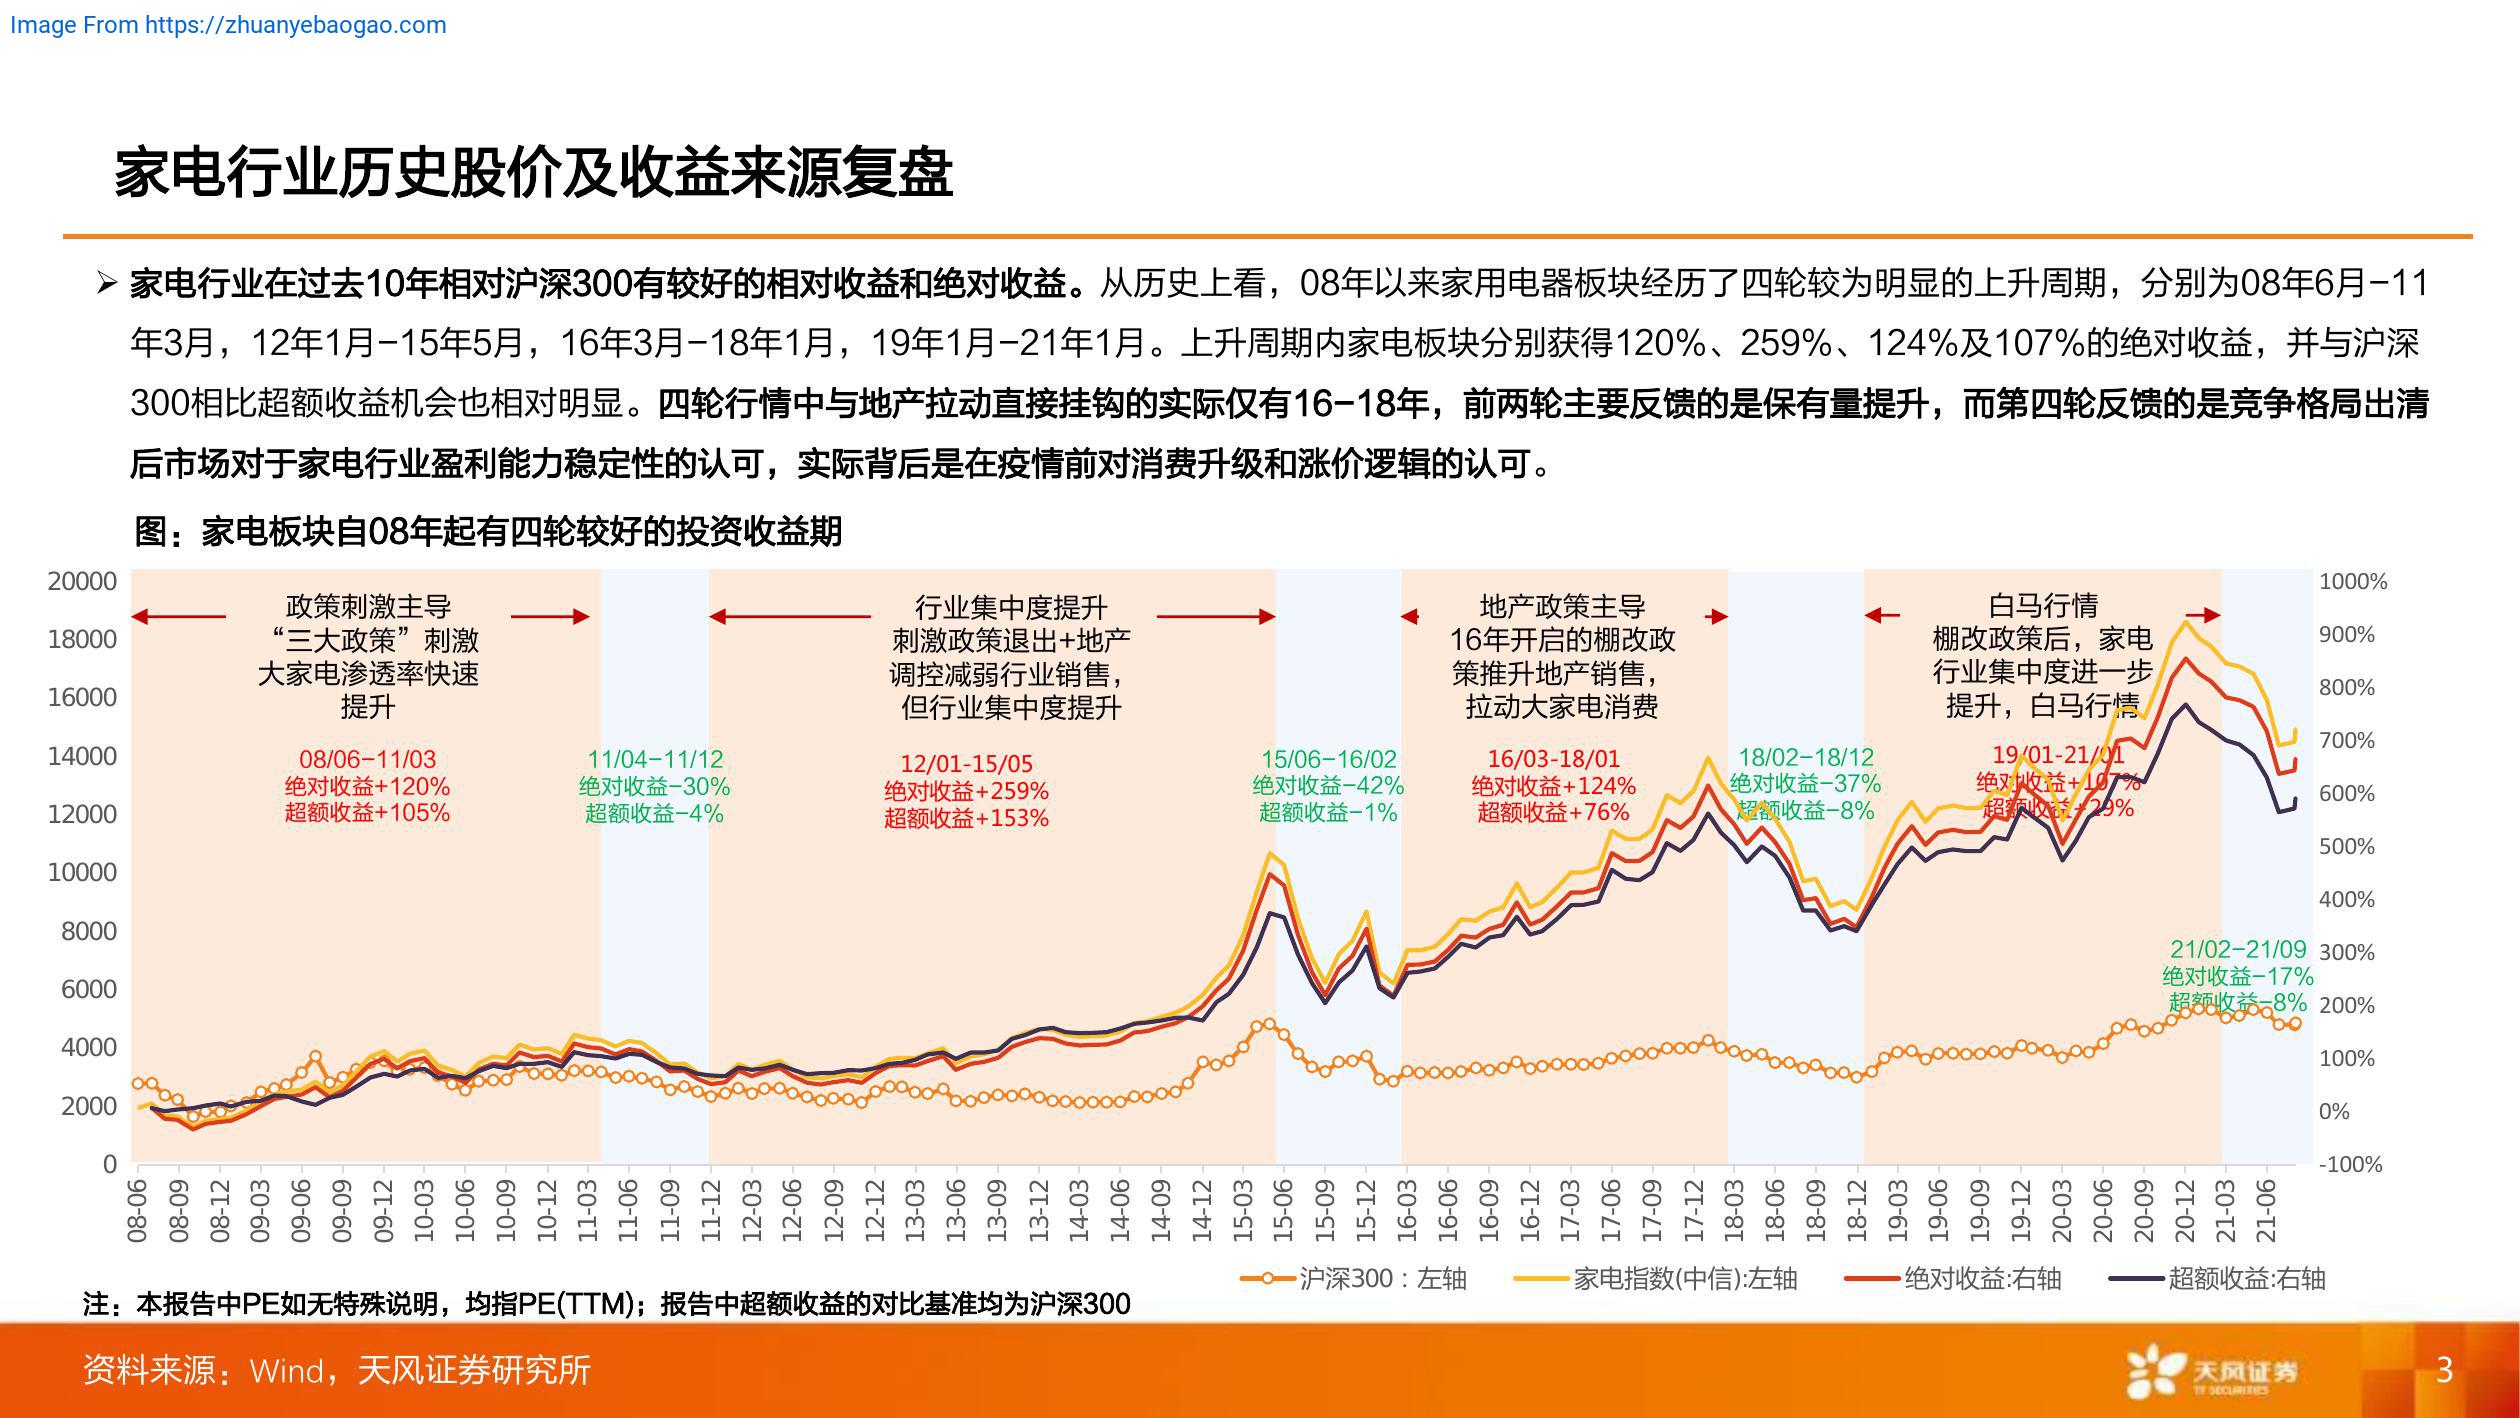 Image From https://zhuanyebaogao.com
家电行业历史股价及收益来源复盘
➢ 家电行业在过去10年相对沪深300有较好的相对收益和绝对收益。从历史上看，08年以来家用电器板块经历了四轮较为明显的上升周期，分别为08年6月-11
年3月，12年1月-15年5月，16年3月-18年1月，19年1月-21年1月。上升周期内家电板块分别获得120%、259%、124%及107%的绝对收益，并与沪深
300相比超额收益机会也相对明显。四轮行情中与地产拉动直接挂钩的实际仅有16-18年，前两轮主要反馈的是保有量提升，而第四轮反馈的是竞争格局出清
后市场对于家电行业盈利能力稳定性的认可，实际背后是在疫情前对消费升级和涨价逻辑的认可。
图：家电板块自08年起有四轮较好的投资收益期
20000
18000
16000
14000
12000
10000
8000
6000
4000
2000
0
政策刺激主导
“三大政策”刺激
大家电渗透率快速
提升
08/06-11/03
绝对收益+120%
超额收益+105%
11/04-11/12
绝对收益-30%
超额收益-4%
行业集中度提升
刺激政策退出+地产
调控减弱行业销售，
但行业集中度提升
12/01-15/05
绝对收益+259%
超额收益+153%
15/06-16/02
绝对收益-42%
超额收益-1%
地产政策主导
16年开启的棚改政
策推升地产销售，
拉动大家电消费
16/03-18/01
绝对收益+124%
超额收益+76%
18/02-18/12
绝对收益-37%
超额收益-8%
白马行情
棚改政策后，家电
行业集中度进一步
提升，白马行情
19/01-21/01
绝对收益+107%
超额收益+29%
21/02-21/09
绝对收益-17%
超额收益-8%
1000%
900%
800%
700%
600%
500%
400%
300%
200%
100%
0%
-100%
08-06
08-09
08-12
09-03
09-06
09-09
09-12
10-03
10-06
10-09
10-12
11-03
11-06
11-09
11-12
12-03
12-06
12-09
12-12
13-03
13-06
13-09
13-12
14-03
14-06
14-09
14-12
15-03
15-06
15-09
15-12
16-03
16-06
16-09
16-12
17-03
17-06
17-09
17-12
18-03
18-06
18-09
18-12
19-03
19-06
19-09
19-12
20-03
20-06
20-09
20-12
21-03
21-06
沪深300：左轴
家电指数(中信):左轴
绝对收益:右轴
超额收益:右轴
注：本报告中PE如无特殊说明，均指PE(TTM)；报告中超额收益的对比基准均为沪深300
资料来源：Wind，天风证券研究所
天风证券
TF SECURITIES
3